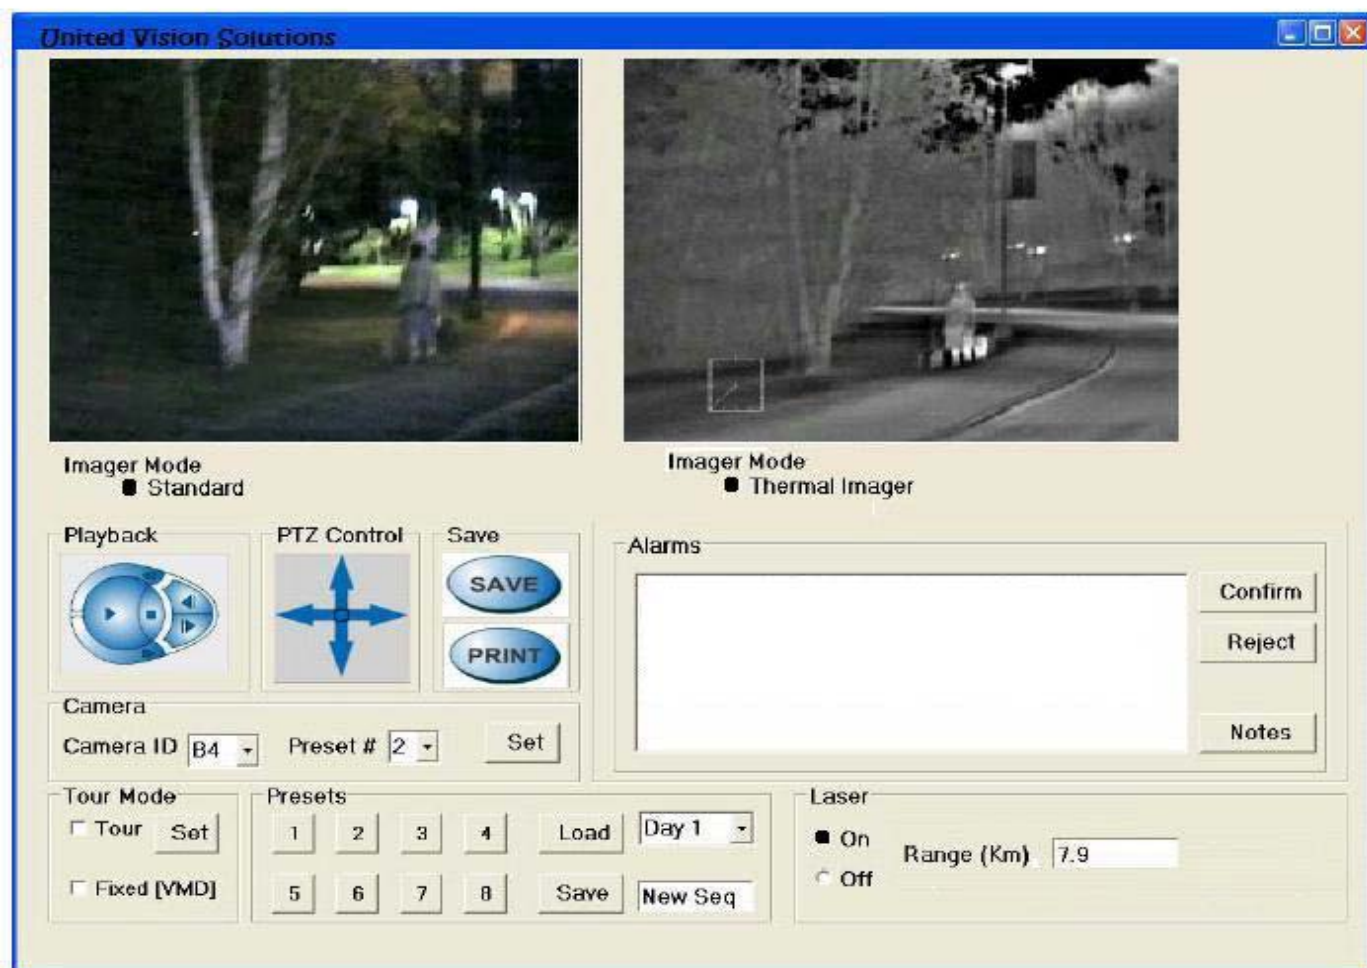 United Vision Solutions
Imager Mode
Standard
Imager Mode
Thermal Imager
Playback
PTZ Control
Save
SAVE
PRINT
Alarms
Confirm
Reject
Notes
Camera
Camera ID B4 Preset # 2 Set
Tour Mode
Tour Set
Fixed [VMD]
Presets
1 2 3 4 Load Day 1
5 6 7 8 Save New Seq
Laser
On
Off
Range (Km) 7.9